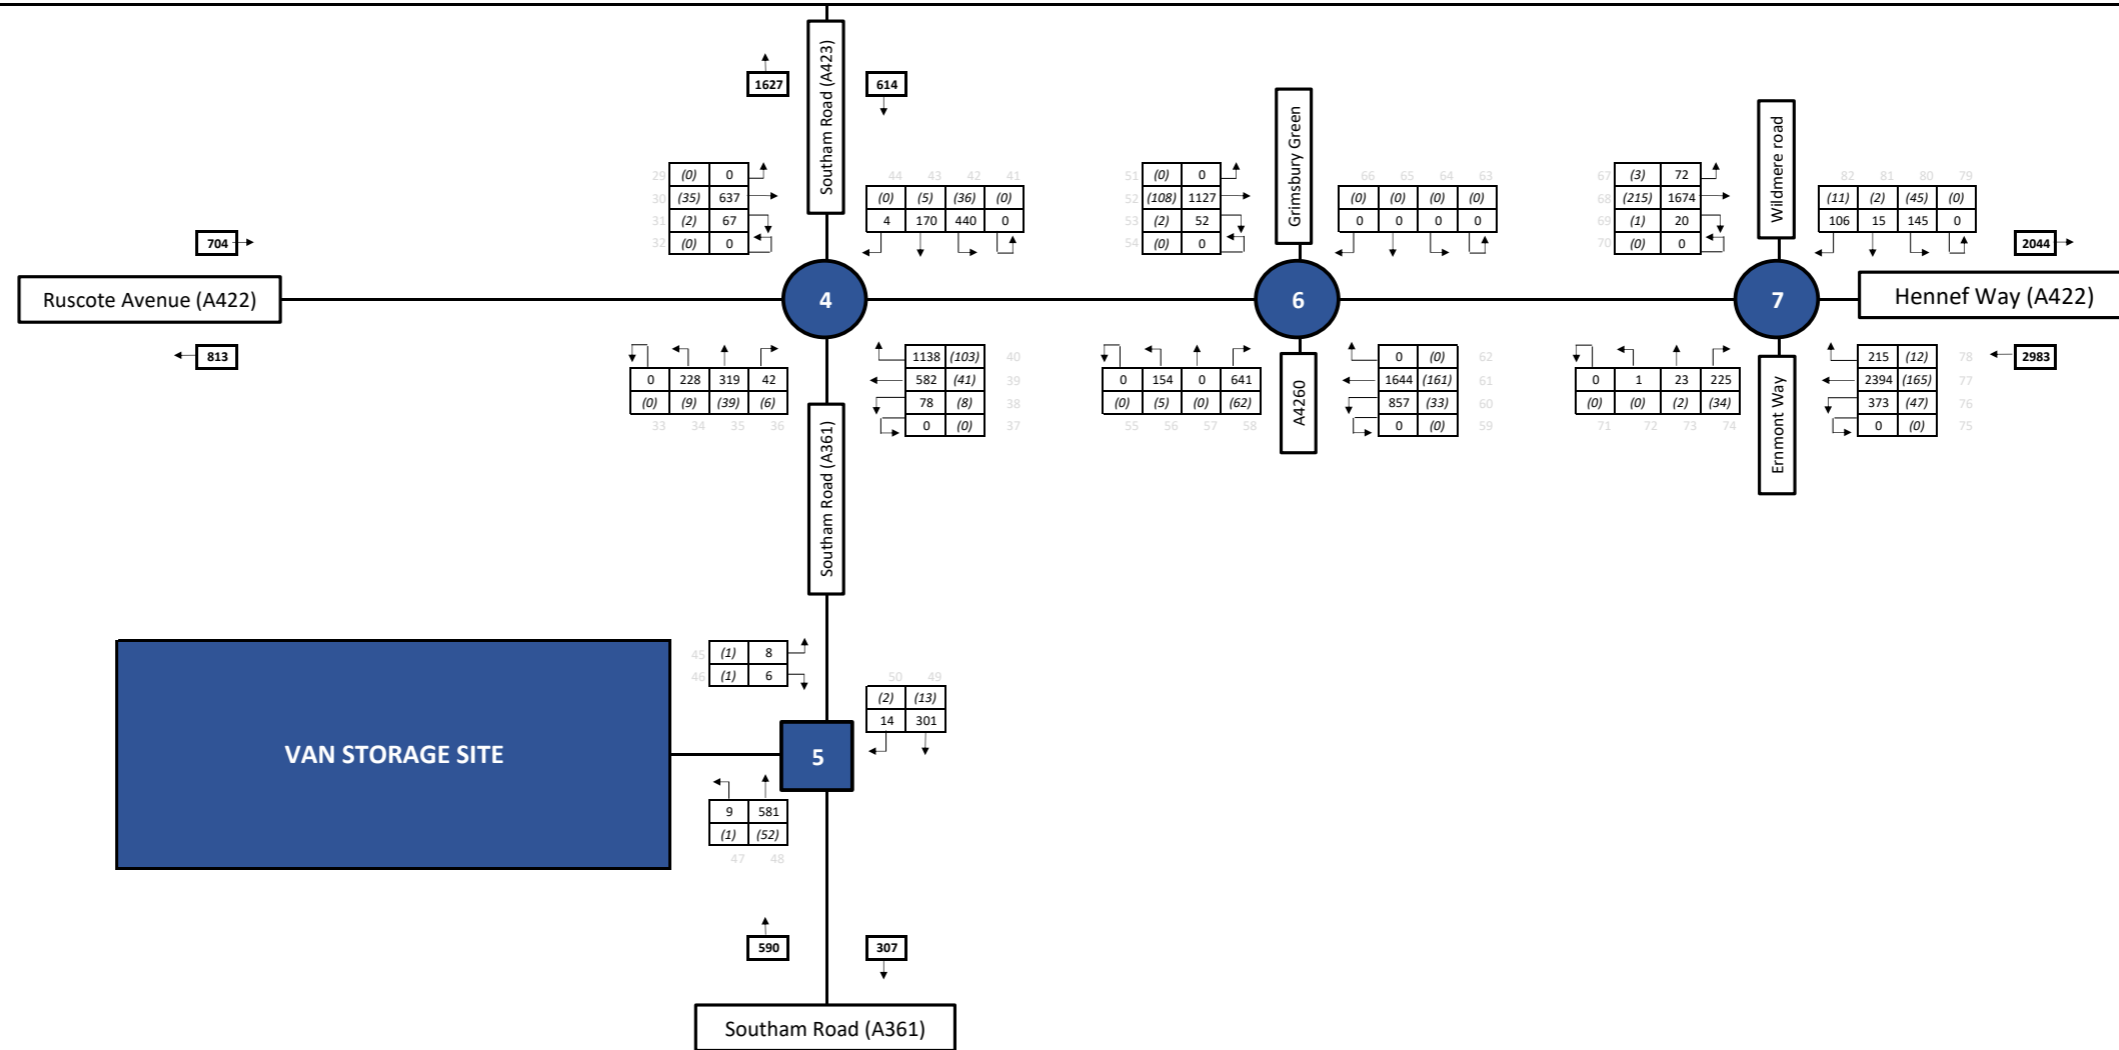 Southam Road (A423)
1627
614
Grimsbury Green
Wildmere road
29 (0) 0
30 (35) 637
31 (2) 67
32 (0) 0
44 43 42 41
(0) (5) (36) (0)
4 170 440 0
51 (0) 0
52 (108) 1127
53 (2) 52
54 (0) 0
66 65 64 63
(0) (0) (0) (0)
0 0 0 0
67 (3) 72
68 (215) 1674
69 (1) 20
70 (0) 0
82 81 80 79
(11) (2) (45) (0)
106 15 145 0
704
2044
Ruscote Avenue (A422)
4
6
7
Hennef Way (A422)
813
0 228 319 42
(0) (9) (39) (6)
33 34 35 36
1138 (103) 40
582 (41) 39
78 (8) 38
0 (0) 37
0 154 0 641
(0) (5) (0) (62)
55 56 57 58
0 (0) 62
1644 (161) 61
857 (33) 60
0 (0) 59
0 1 23 225
(0) (0) (2) (34)
71 72 73 74
215 (12) 78
2394 (165) 77
373 (47) 76
0 (0) 75
2983
Southam Road (A361)
A4260
Ernmont Way
45 (1) 8
46 (1) 6
50 49
(2) (13)
14 301
VAN STORAGE SITE
5
9 581
(1) (52)
47 48
590
307
Southam Road (A361)